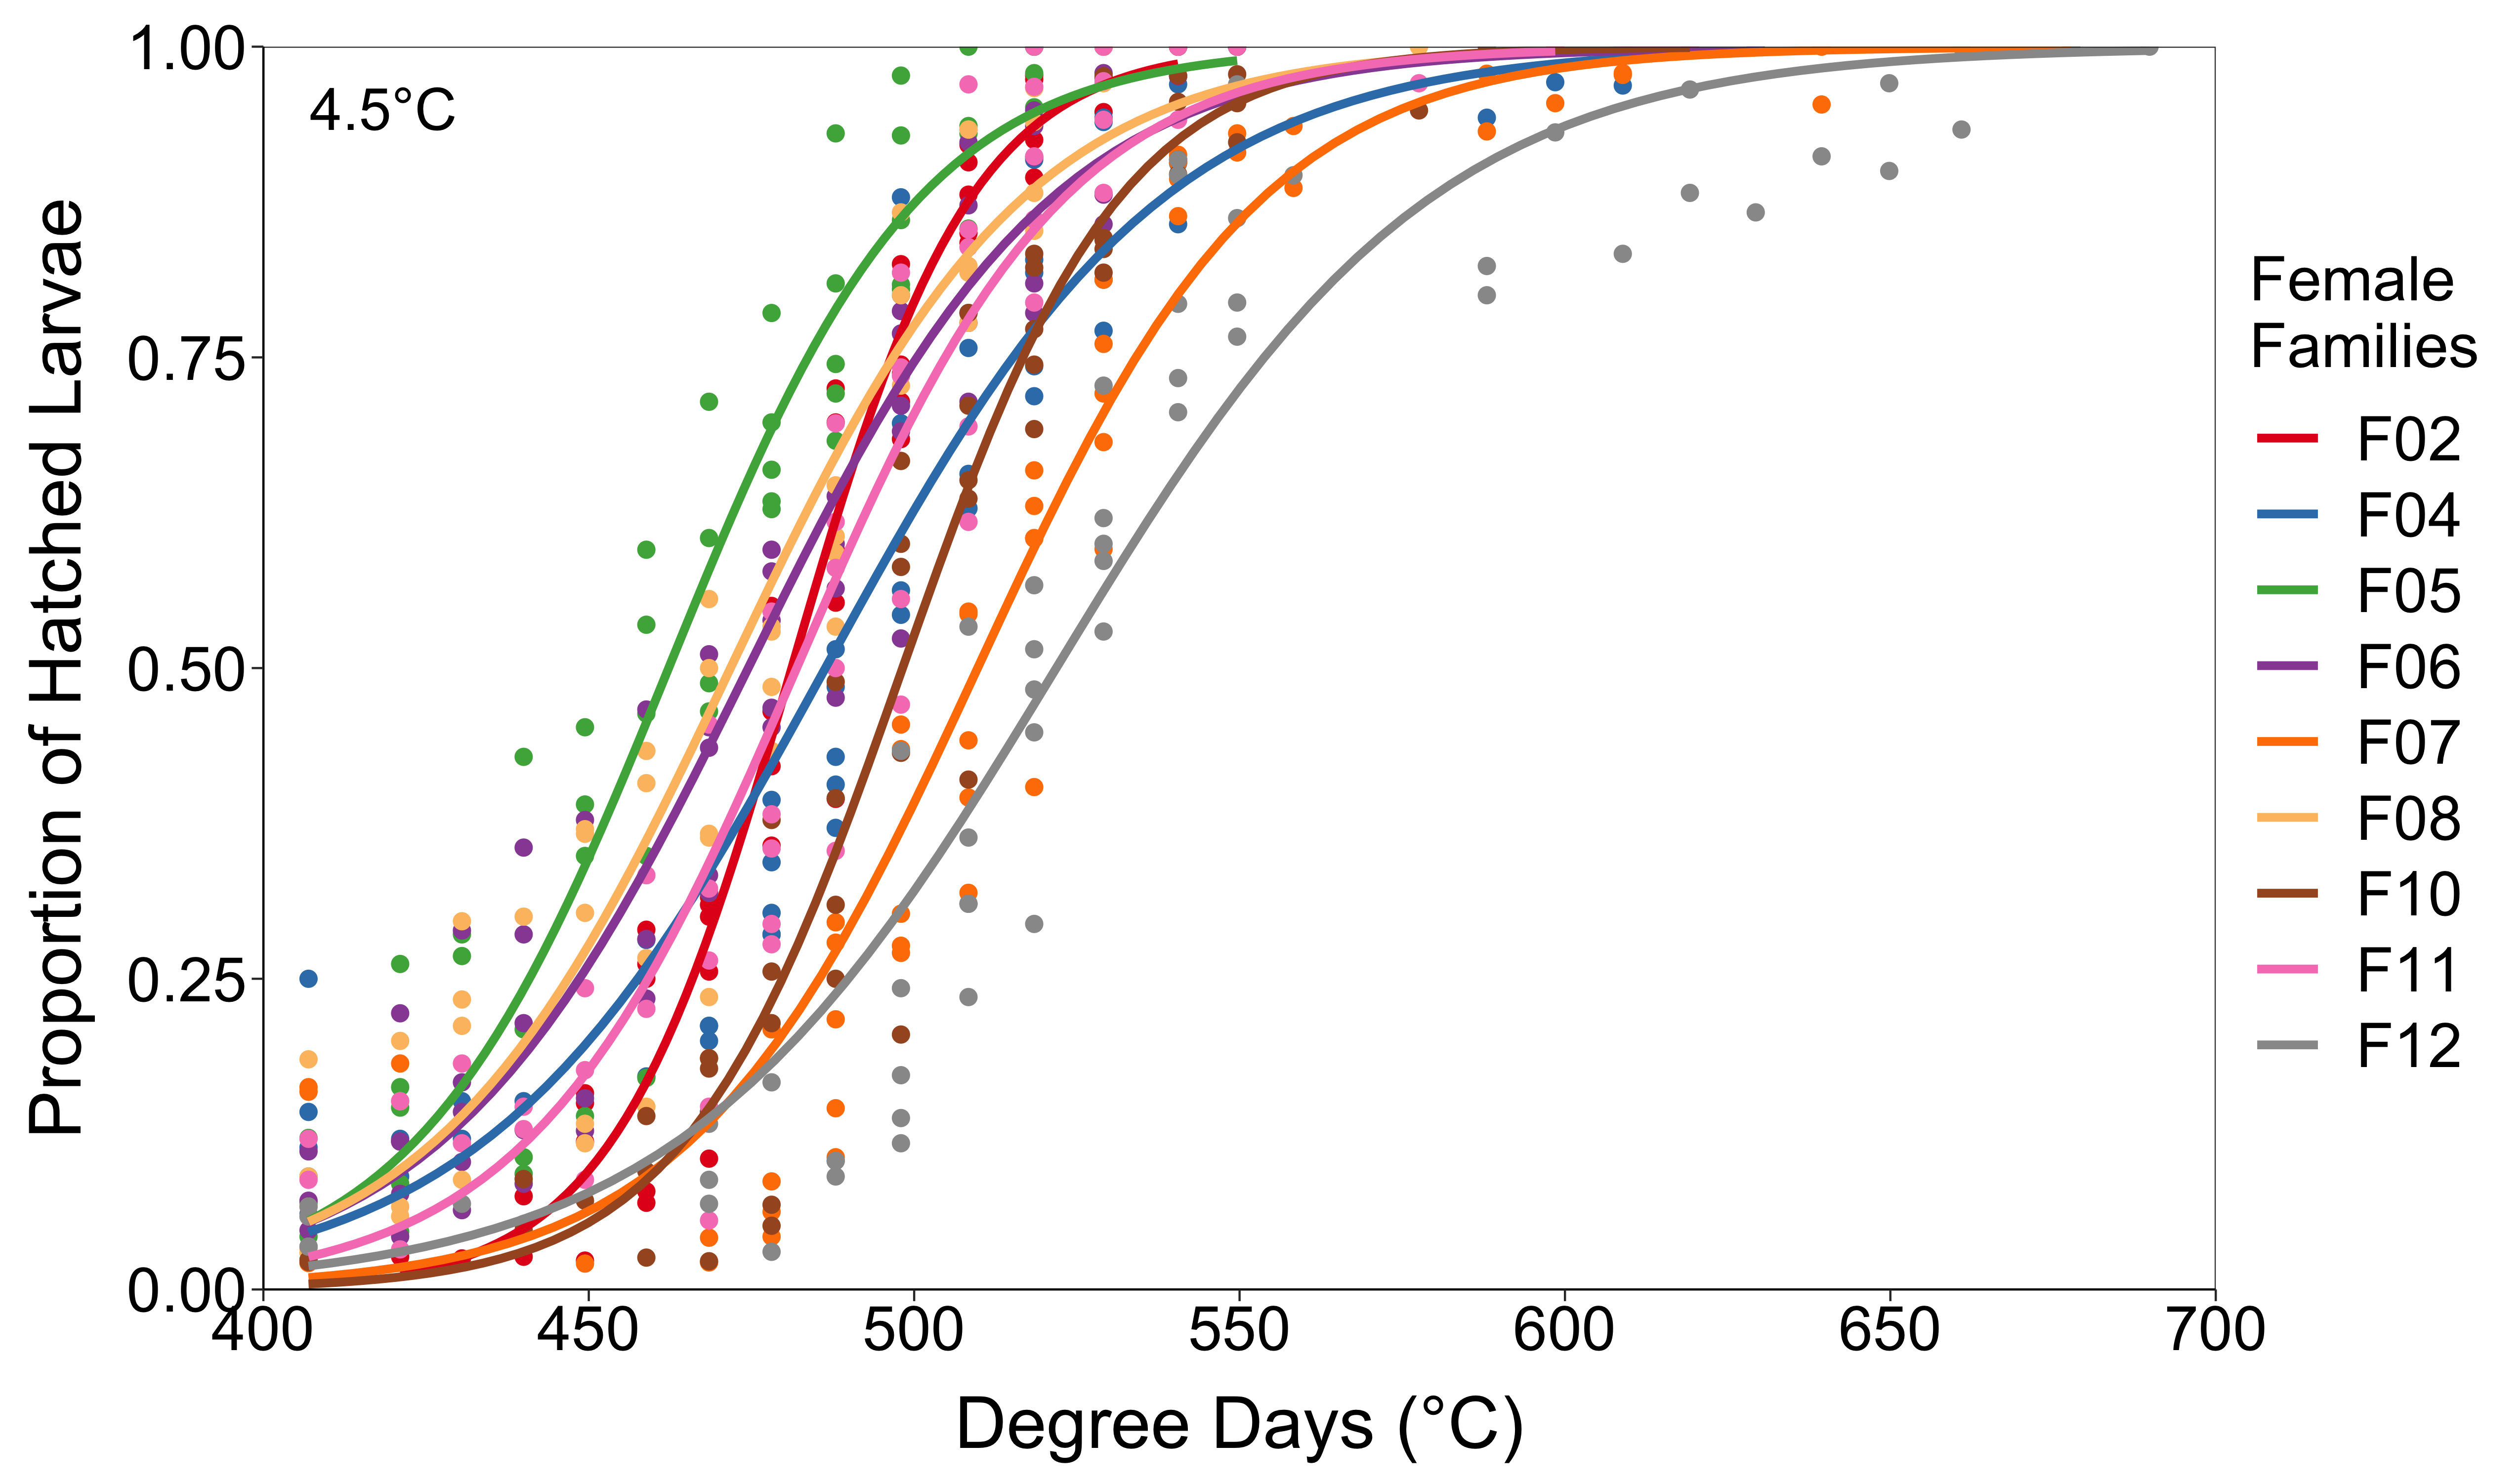 1.00
4.5°C
0.75
0.50
0.25
0.00
Proportion of Hatched Larvae
400 450 500 550 600 650 700
Degree Days (°C)
Female
Families
F02
F04
F05
F06
F07
F08
F10
F11
F12